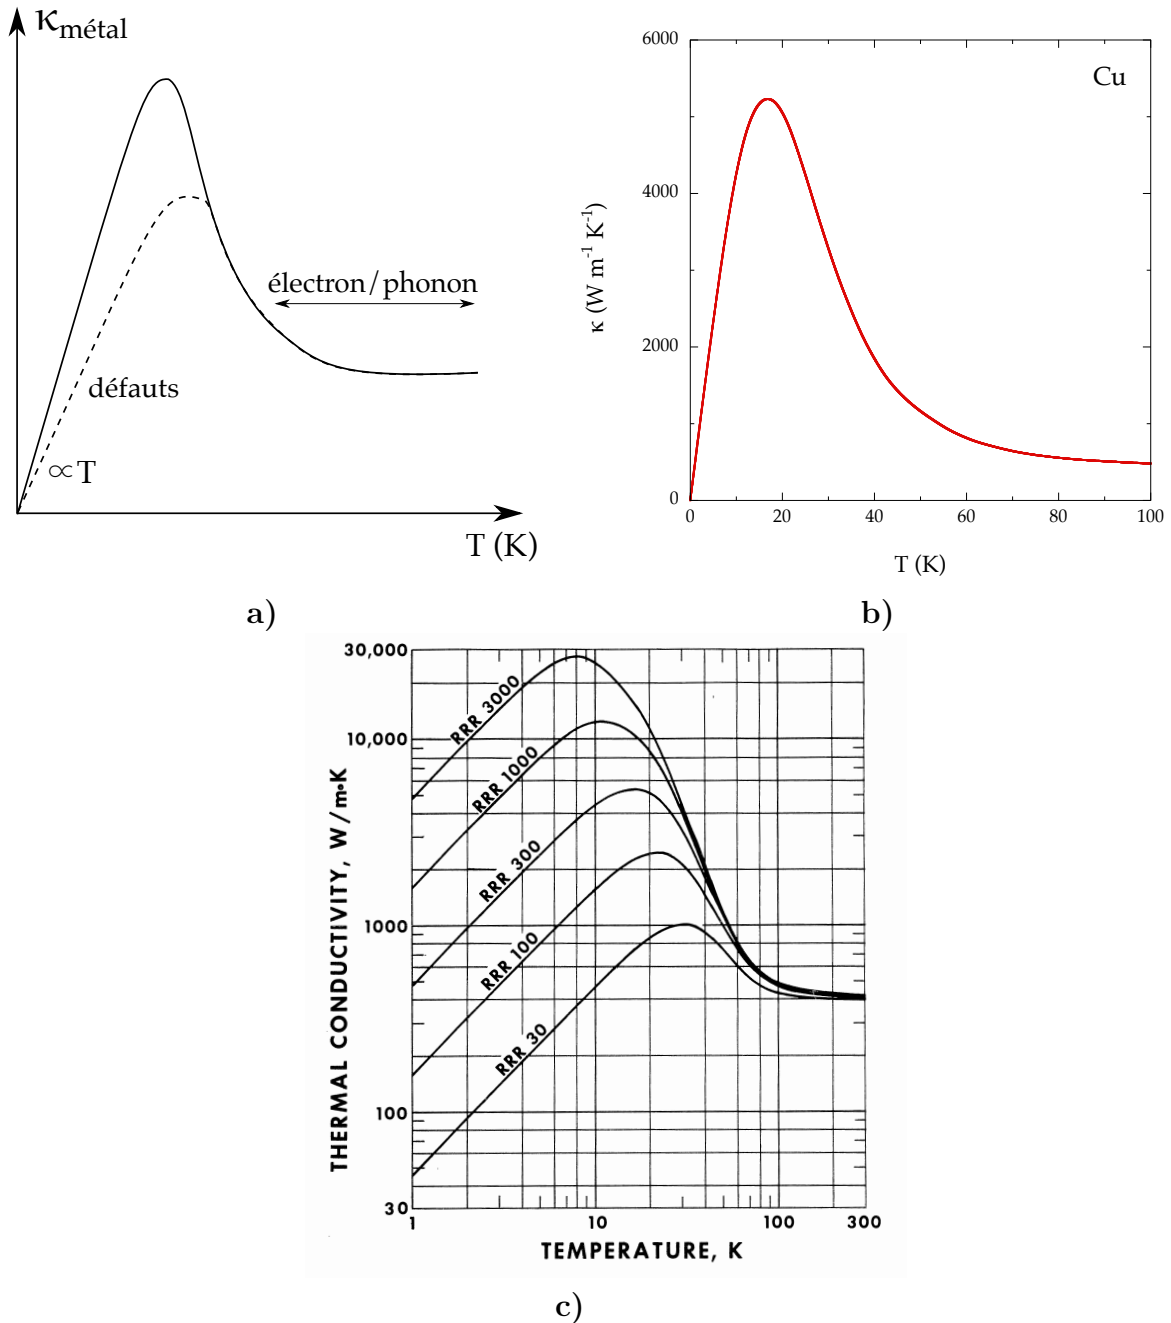 κmétal
électron/phonon
défauts
∝T
T (K)
a)
6000
4000
2000
0
κ (W m-1 K-1)
Cu
0 20 40 60 80 100
T (K)
b)
30,000
10,000
1000
100
30
THERMAL CONDUCTIVITY, W/m•K
RRR 3000
RRR 1000
RRR 300
RRR 100
RRR 30
1 10 100 300
TEMPERATURE, K
c)